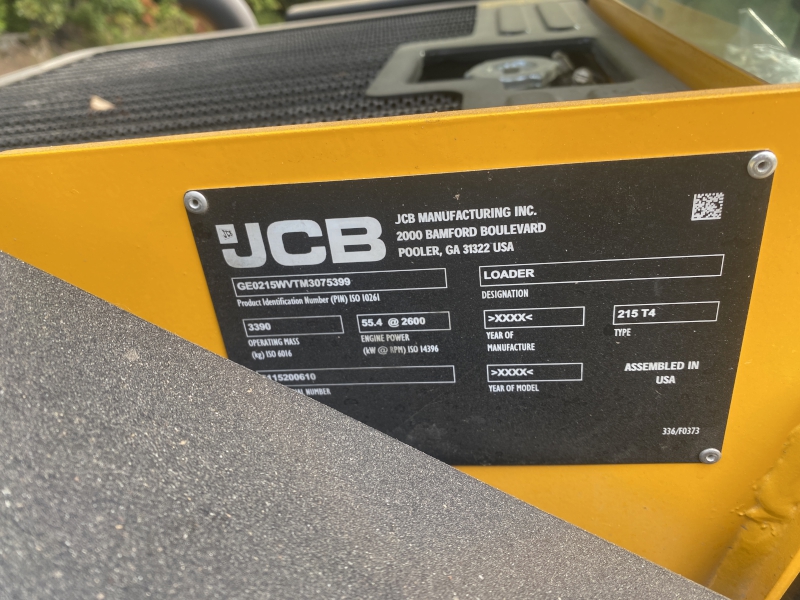 JCB
JCB MANUFACTURING INC.
2000 BAMFORD BOULEVARD
POOLER, GA 31322 USA
GE0215WVTM3075399
Product Identification Number (PIN) ISO 10261
LOADER
DESIGNATION
3390
OPERATING MASS
(kg) ISO 6016
55.4 @ 2600
ENGINE POWER
(kW @ RPM) ISO 14396
>XXXX<
YEAR OF
MANUFACTURE
215 T4
TYPE
115200610
NUMBER
>XXXX<
YEAR OF MODEL
ASSEMBLED IN
USA
336/F0373